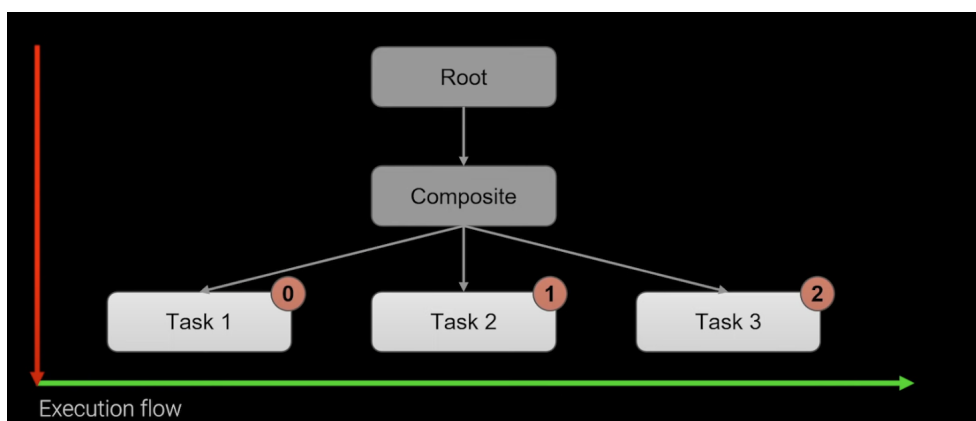 Root
Composite
0
1
2
Task 1
Task 2
Task 3
Execution flow